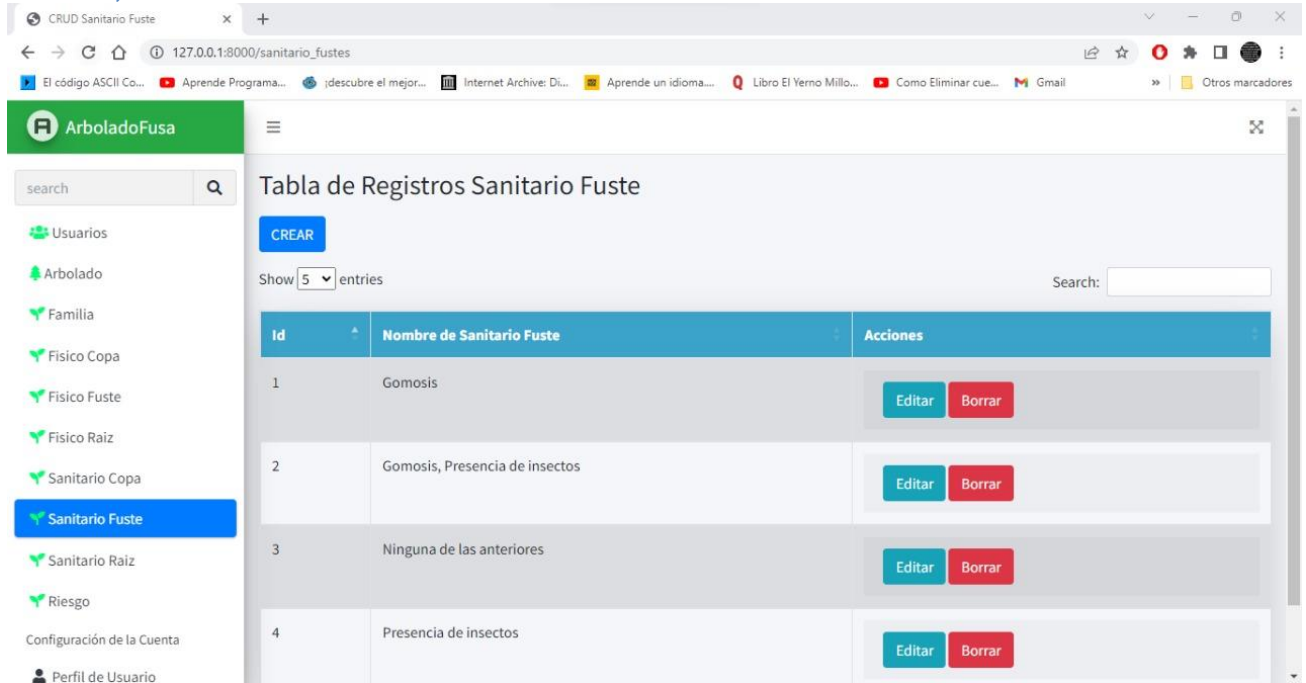 CRUD Sanitario Fuste
127.0.0.1:8000/sanitario_fustes
El código ASCII Co... Aprende Programa... ¡descubre el mejor... Internet Archive: Di... Aprende un idioma.... Libro El Yerno Millo... Como Eliminar cue... Gmail » Otros marcadores
ArboladoFusa
search
Usuarios
Arbolado
Familia
Fisico Copa
Fisico Fuste
Fisico Raiz
Sanitario Copa
Sanitario Fuste
Sanitario Raiz
Riesgo
Configuración de la Cuenta
Perfil de Usuario
Tabla de Registros Sanitario Fuste
CREAR
Show 5 entries Search:
Id Nombre de Sanitario Fuste Acciones
1 Gomosis Editar Borrar
2 Gomosis, Presencia de insectos Editar Borrar
3 Ninguna de las anteriores Editar Borrar
4 Presencia de insectos Editar Borrar